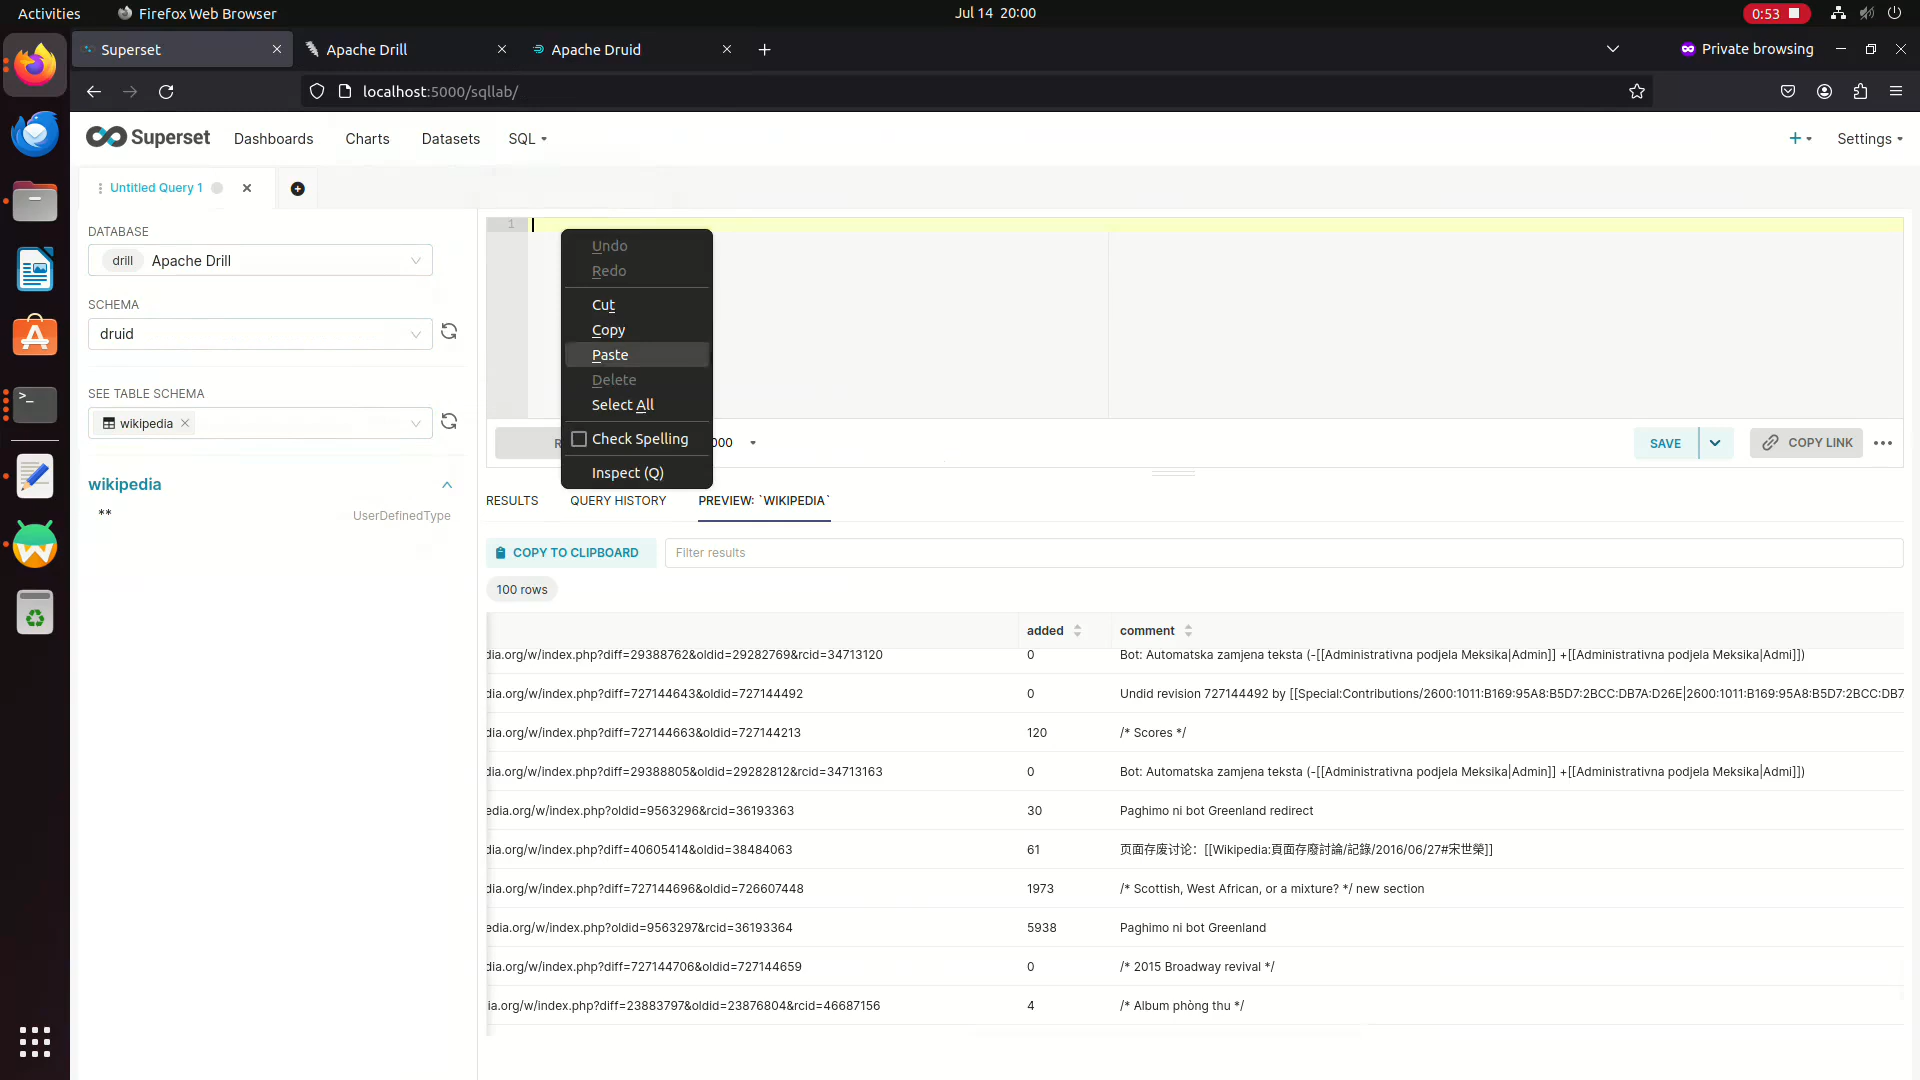 Activities
Firefox Web Browser
Jul 14 20:00
0:53
Superset
Apache Drill
Apache Druid
Private browsing
localhost:5000/sqllab/
Superset
Dashboards
Charts
Datasets
SQL
Settings
Untitled Query 1
DATABASE
drill
Apache Drill
SCHEMA
druid
SEE TABLE SCHEMA
wikipedia
wikipedia
**
UserDefinedType
1
Undo
Redo
Cut
Copy
Paste
Delete
Select All
Check Spelling
Inspect (Q)
R
000
SAVE
COPY LINK
RESULTS
QUERY HISTORY
PREVIEW: `WIKIPEDIA`
COPY TO CLIPBOARD
Filter results
100 rows
added
comment
dia.org/w/index.php?diff=29388762&oldid=29282769&rcid=34713120
0
Bot: Automatska zamjena teksta (-[[Administrativna podjela Meksika|Admin]] +[[Administrativna podjela Meksika|Admi]])
dia.org/w/index.php?diff=727144643&oldid=727144492
0
Undid revision 727144492 by [[Special:Contributions/2600:1011:B169:95A8:B5D7:2BCC:DB7A:D26E|2600:1011:B169:95A8:B5D7:2BCC:DB7
dia.org/w/index.php?diff=727144663&oldid=727144213
120
/* Scores */
dia.org/w/index.php?diff=29388805&oldid=29282812&rcid=34713163
0
Bot: Automatska zamjena teksta (-[[Administrativna podjela Meksika|Admin]] +[[Administrativna podjela Meksika|Admi]])
edia.org/w/index.php?oldid=9563296&rcid=36193363
30
Paghimo ni bot Greenland redirect
dia.org/w/index.php?diff=40605414&oldid=38484063
61
页面存废讨论：[[Wikipedia:頁面存廢討論/記錄/2016/06/27#宋世榮]]
dia.org/w/index.php?diff=727144696&oldid=726607448
1973
/* Scottish, West African, or a mixture? */ new section
edia.org/w/index.php?oldid=9563297&rcid=36193364
5938
Paghimo ni bot Greenland
dia.org/w/index.php?diff=727144706&oldid=727144659
0
/* 2015 Broadway revival */
ia.org/w/index.php?diff=23883797&oldid=23876804&rcid=46687156
4
/* Album phòng thu */